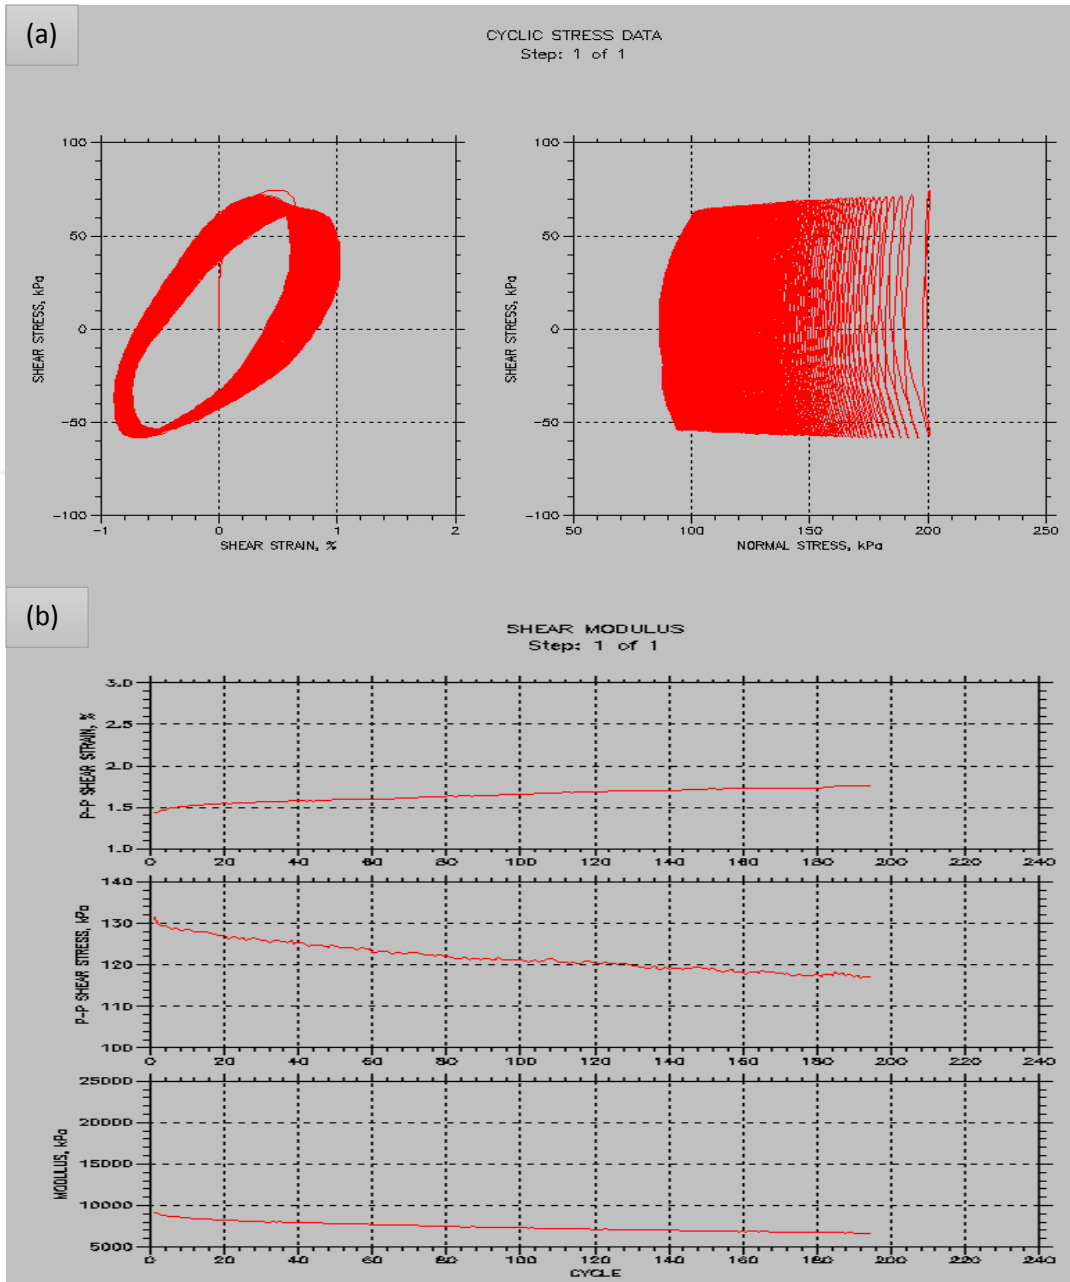 (a)
CYCLIC STRESS DATA
Step: 1 of 1
SHEAR STRESS, kPa
100
50
0
-50
-100
-1 0 1 2
SHEAR STRAIN, %
SHEAR STRESS, kPa
100
50
0
-50
-100
50 100 150 200 250
NORMAL STRESS, kPa
(b)
SHEAR MODULUS
Step: 1 of 1
P-P SHEAR STRAIN, %
3.0
2.5
2.0
1.5
1.0
0 20 40 60 80 100 120 140 160 180 200 220 240
P-P SHEAR STRESS, kPa
140
130
120
110
100
0 20 40 60 80 100 120 140 160 180 200 220 240
MODULUS, kPa
25000
20000
15000
10000
5000
0 20 40 60 80 100 120 140 160 180 200 220 240
CYCLE